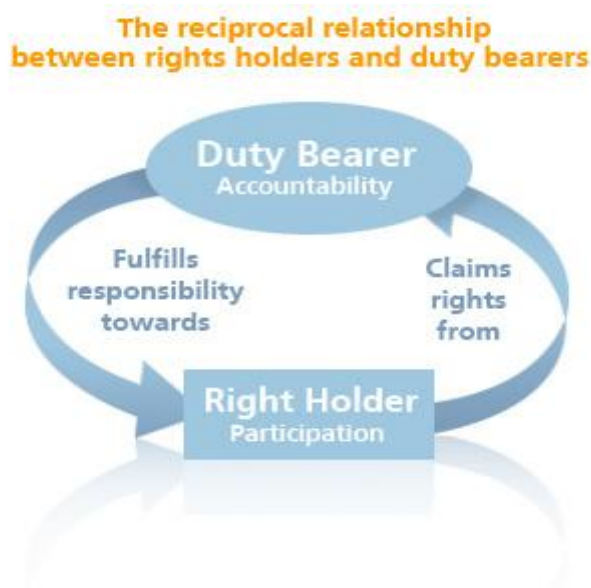 The reciprocal relationship
between rights holders and duty bearers
Duty Bearer
Accountability
Fulfills
responsibility
towards
Claims
rights
from
Right Holder
Participation